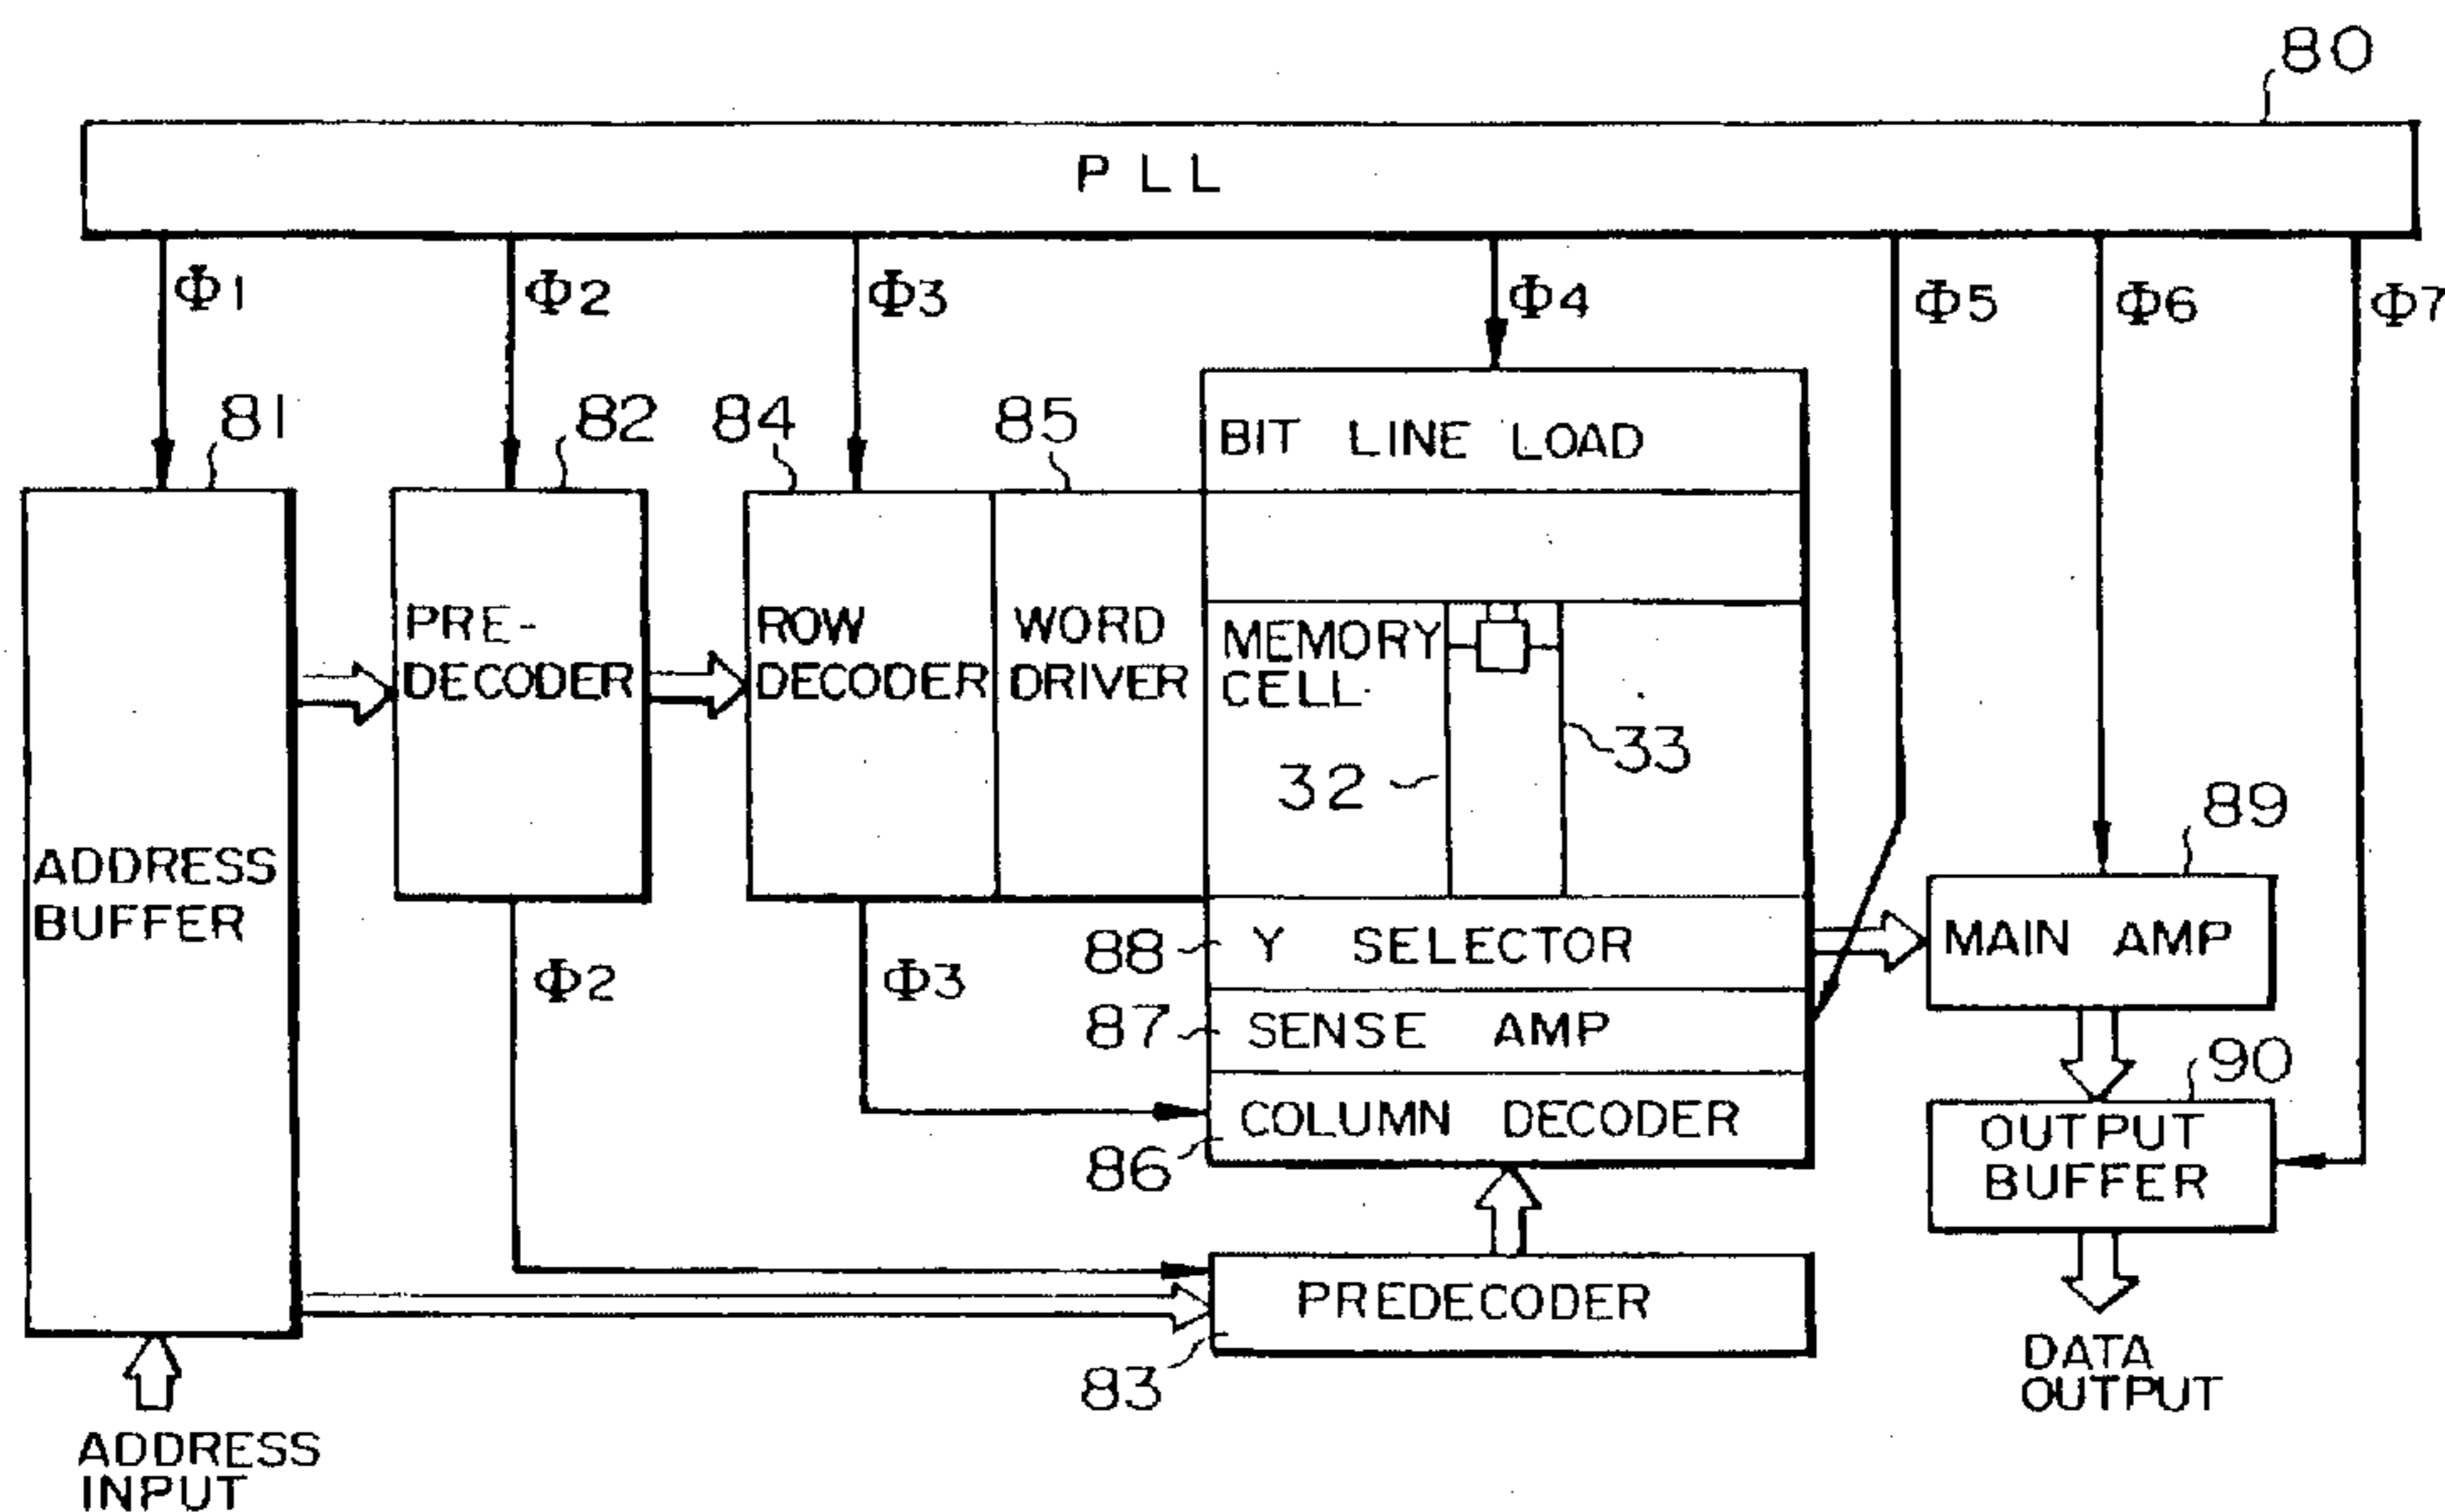 80
PLL
Φ1
Φ2
Φ3
Φ4
Φ5
Φ6
Φ7
81
82
84
85
BIT LINE LOAD
PRE-
DECODER
ROW
DECODER
WORD
DRIVER
MEMORY
CELL
33
32
89
ADDRESS
BUFFER
88
Y SELECTOR
MAIN AMP
Φ2
Φ3
87
SENSE AMP
90
86
COLUMN DECODER
OUTPUT
BUFFER
PREDECODER
83
DATA
OUTPUT
ADDRESS
INPUT